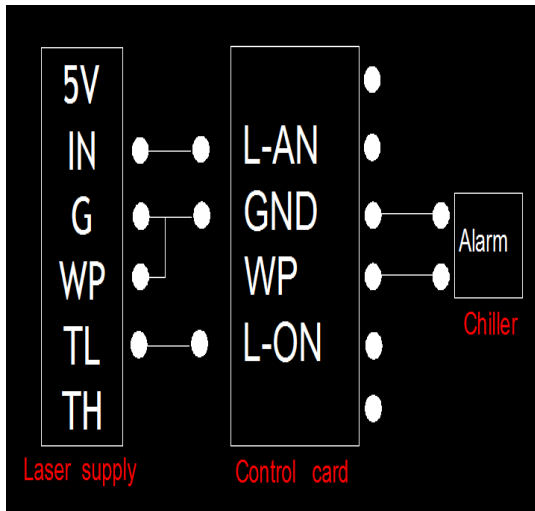 5V
IN
G
WP
TL
TH
Laser supply
L-AN
GND
WP
L-ON
Control card
Alarm
Chiller